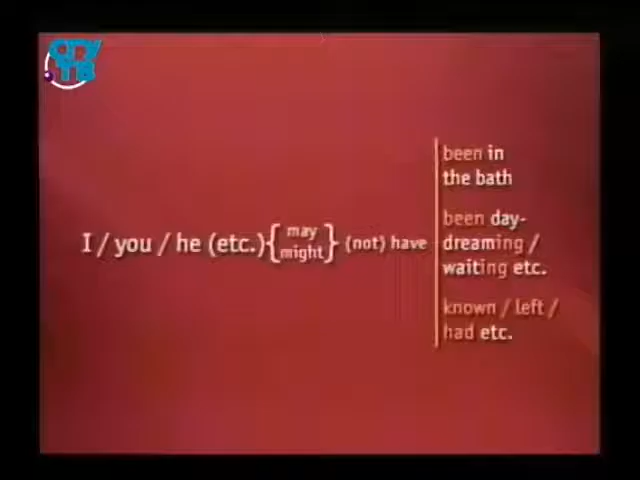 I / you / he (etc.) { may might } (not) have
been in
the bath
been day-
dreaming /
waiting etc.
known / left /
had etc.